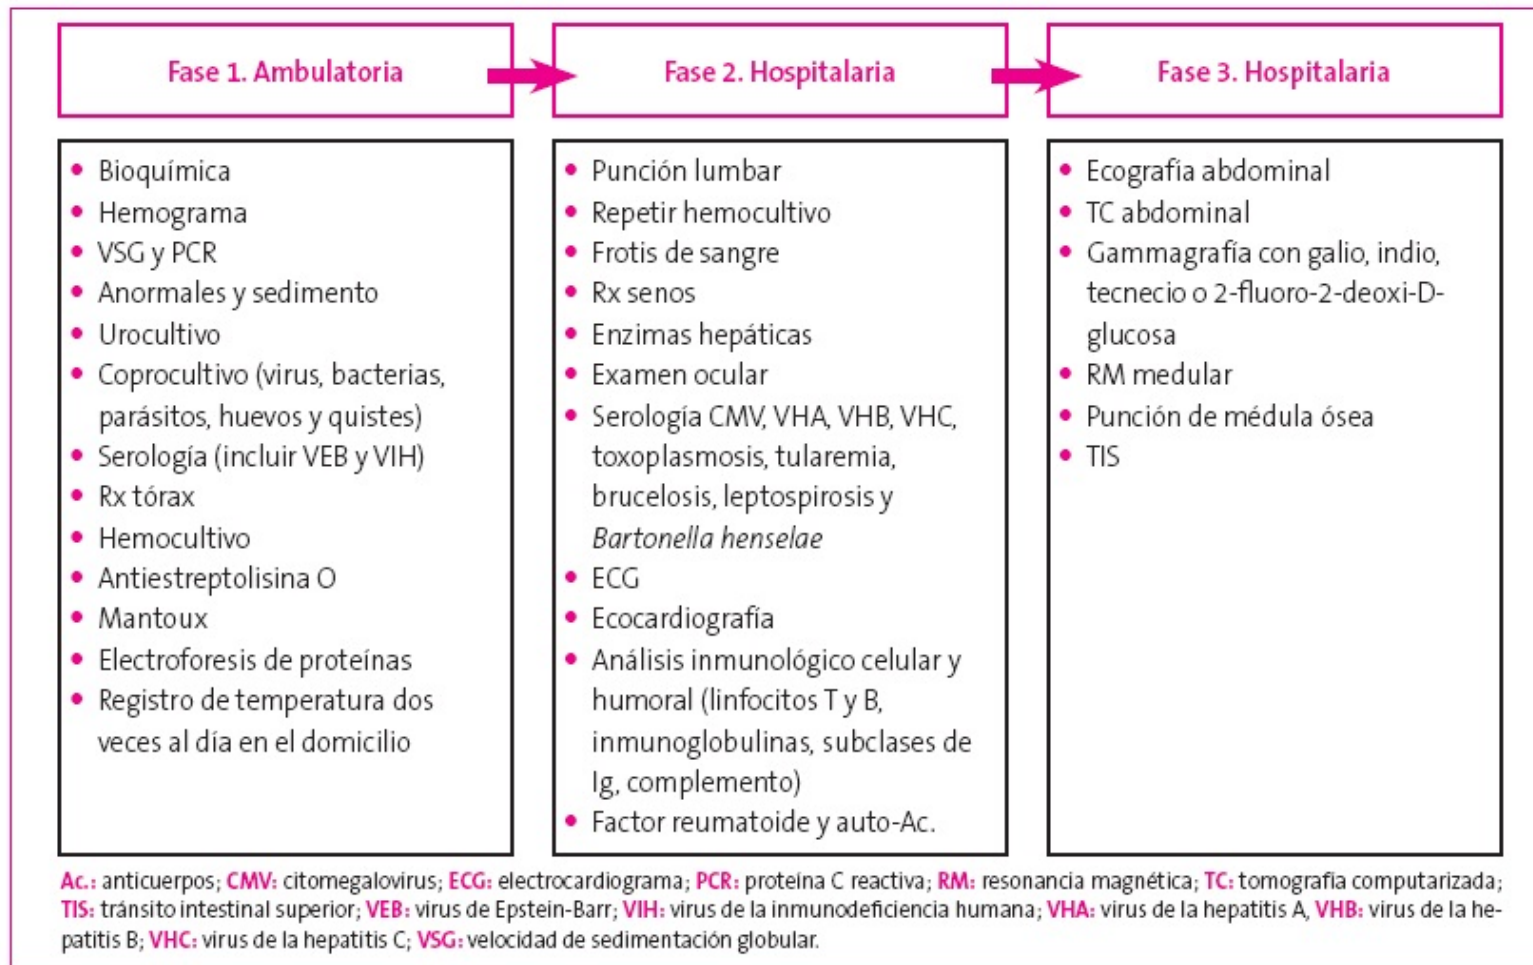 Fase 1. Ambulatoria
Fase 2. Hospitalaria
Fase 3. Hospitalaria
• Bioquímica
• Hemograma
• VSG y PCR
• Anormales y sedimento
• Urocultivo
• Coprocultivo (virus, bacterias,
parásitos, huevos y quistes)
• Serología (incluir VEB y VIH)
• Rx tórax
• Hemocultivo
• Antiestreptolisina O
• Mantoux
• Electroforesis de proteínas
• Registro de temperatura dos
veces al día en el domicilio
• Punción lumbar
• Repetir hemocultivo
• Frotis de sangre
• Rx senos
• Enzimas hepáticas
• Examen ocular
• Serología CMV, VHA, VHB, VHC,
toxoplasmosis, tularemia,
brucelosis, leptospirosis y
Bartonella henselae
• ECG
• Ecocardiografía
• Análisis inmunológico celular y
humoral (linfocitos T y B,
inmunoglobulinas, subclases de
Ig, complemento)
• Factor reumatoide y auto-Ac.
• Ecografía abdominal
• TC abdominal
• Gammagrafía con galio, indio,
tecnecio o 2-fluoro-2-deoxi-D-
glucosa
• RM medular
• Punción de médula ósea
• TIS
Ac.: anticuerpos; CMV: citomegalovirus; ECG: electrocardiograma; PCR: proteína C reactiva; RM: resonancia magnética; TC: tomografía computarizada;
TIS: tránsito intestinal superior; VEB: virus de Epstein-Barr; VIH: virus de la inmunodeficiencia humana; VHA: virus de la hepatitis A, VHB: virus de la he-
patitis B; VHC: virus de la hepatitis C; VSG: velocidad de sedimentación globular.